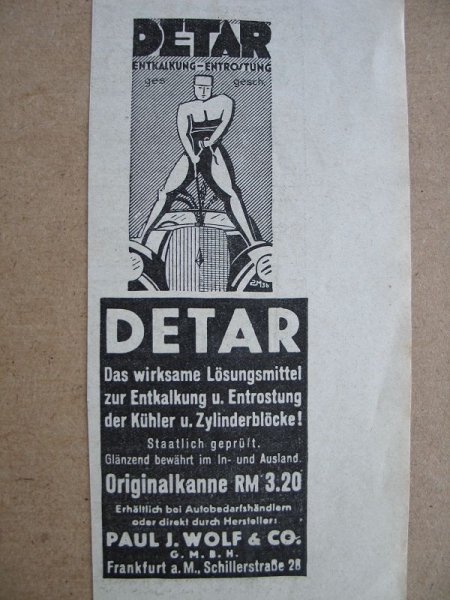 DETAR
ENTKALKUNG-ENTROSTUNG
ges. gesch.
DETAR
Das wirksame Lösungsmittel
zur Entkalkung u. Entrostung
der Kühler u. Zylinderblöcke!
Staatlich geprüft.
Glänzend bewährt im In- und Ausland.
Originalkanne RM 3.20
Erhältlich bei Autobedarfshändlern
oder direkt durch Hersteller:
PAUL J. WOLF & CO.
G. M. B. H.
Frankfurt a. M., Schillerstraße 28